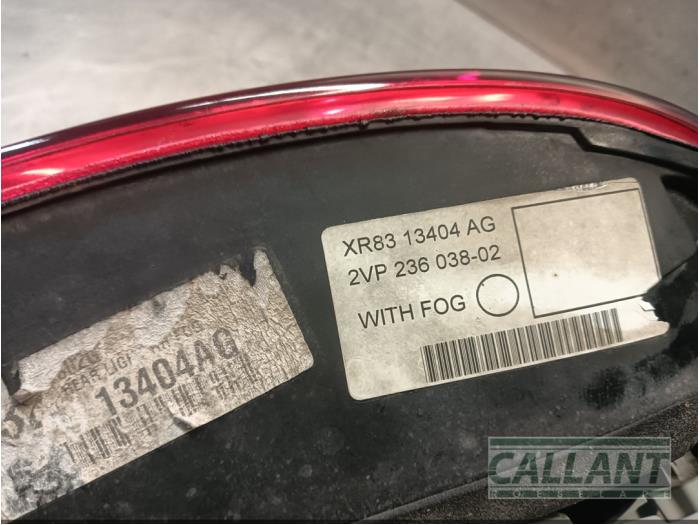 XR83 13404 AG
2VP 236 038-02
WITH FOG
13404AG
CALLANT